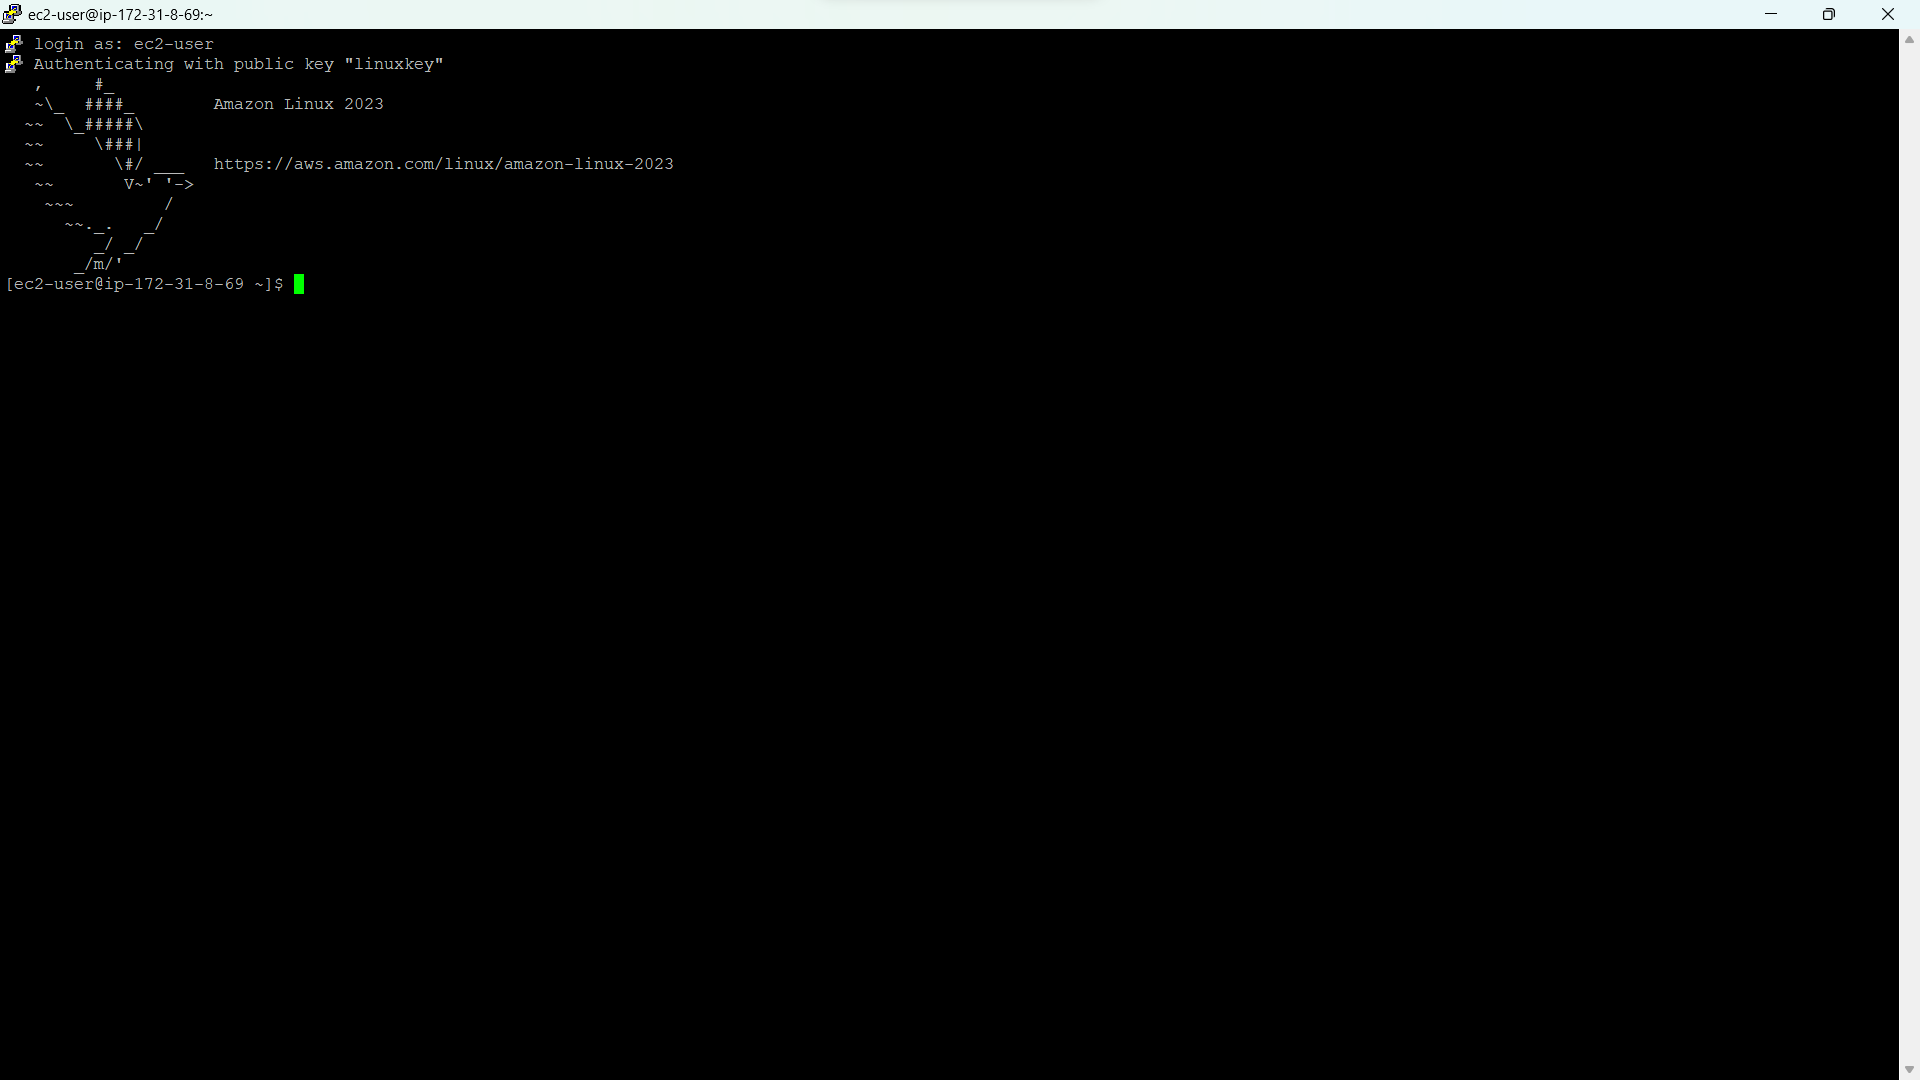 ec2-user@ip-172-31-8-69:~
login as: ec2-user
Authenticating with public key "linuxkey"
   ,     #_
   ~\_  ####_        Amazon Linux 2023
  ~~  \_#####\
  ~~     \###|
  ~~       \#/ ___   https://aws.amazon.com/linux/amazon-linux-2023
   ~~       V~' '->
    ~~~         /
      ~~._.   _/
         _/ _/
       _/m/'
[ec2-user@ip-172-31-8-69 ~]$